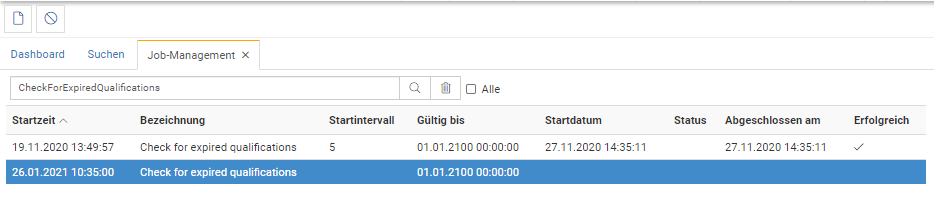 Dashboard Suchen Job-Management ×
CheckForExpiredQualifications Alle
Startzeit Bezeichnung Startintervall Gültig bis Startdatum Status Abgeschlossen am Erfolgreich
19.11.2020 13:49:57 Check for expired qualifications 5 01.01.2100 00:00:00 27.11.2020 14:35:11 27.11.2020 14:35:11
26.01.2021 10:35:00 Check for expired qualifications 01.01.2100 00:00:00